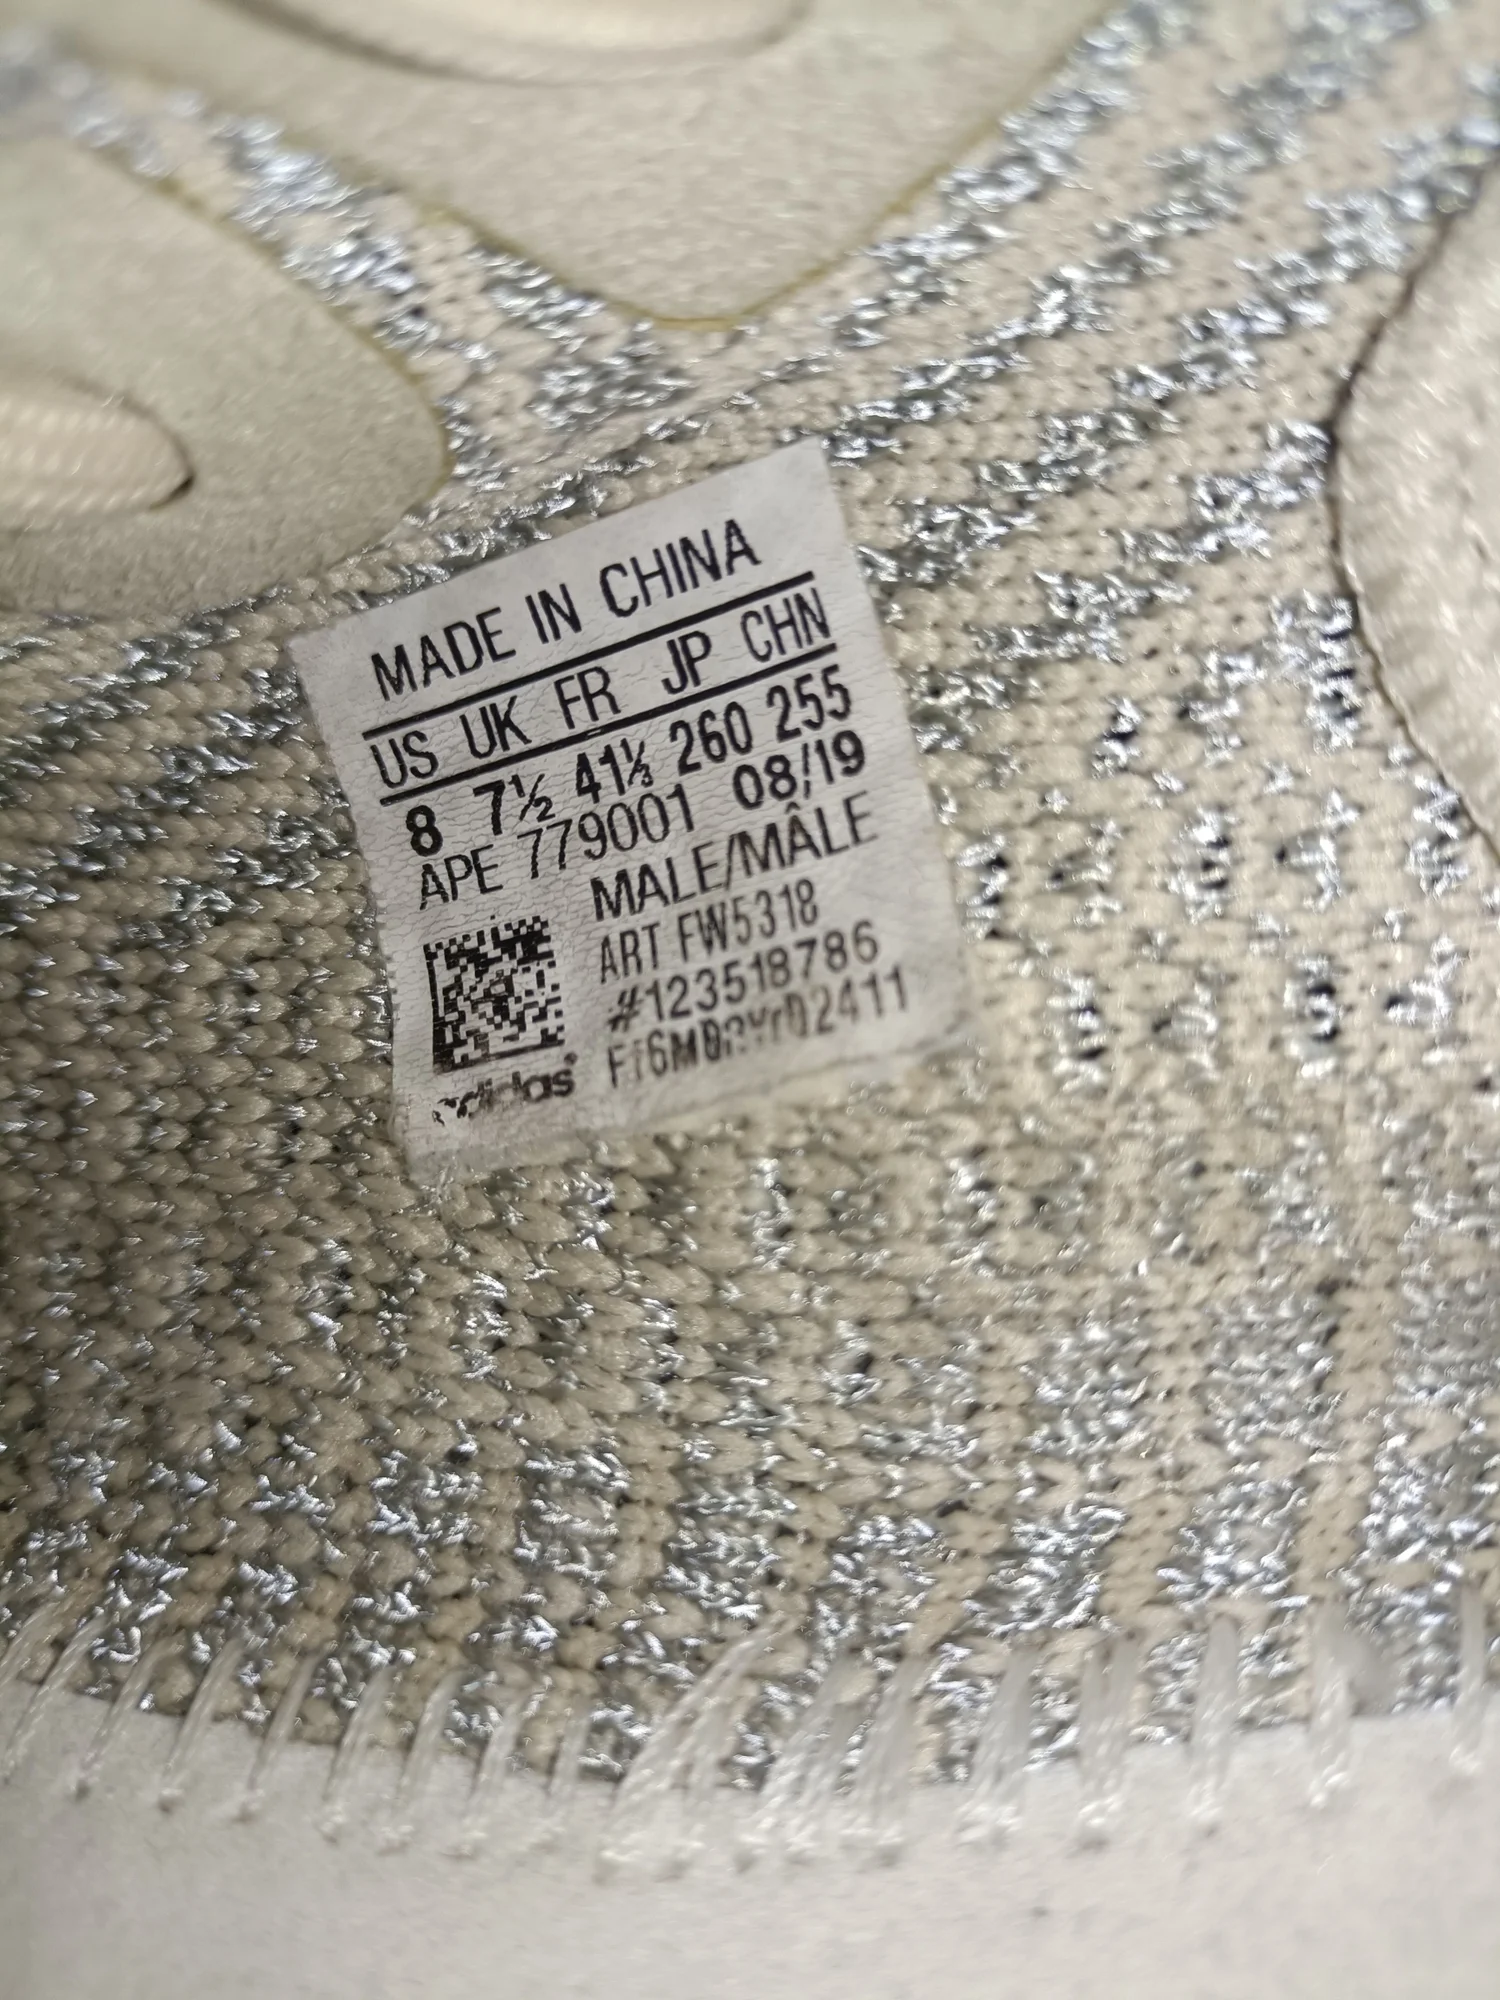 MADE IN CHINA
US UK FR JP CHN
8 7½ 41⅓ 260 255
APE 779001 08/19
MALE/MÂLE
ART FW5318
#123518786
adidas